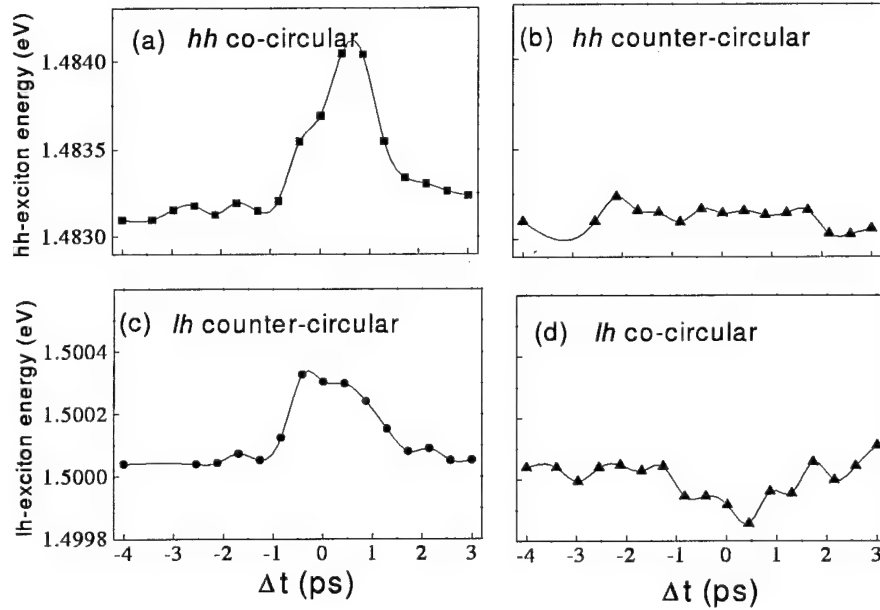 (a) hh co-circular
(b) hh counter-circular
hh-exciton energy (eV)
1.4840
1.4835
1.4830
(c) lh counter-circular
(d) lh co-circular
lh-exciton energy (eV)
1.5004
1.5002
1.5000
1.4998
-4 -3 -2 -1 0 1 2 3
-4 -3 -2 -1 0 1 2 3
Δt (ps)
Δt (ps)